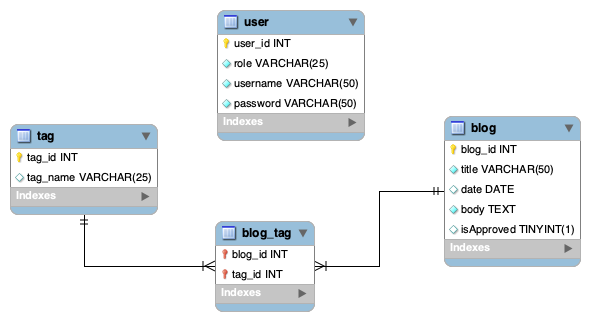 user
user_id INT
role VARCHAR(25)
username VARCHAR(50)
password VARCHAR(50)
Indexes
tag
tag_id INT
tag_name VARCHAR(25)
Indexes
blog
blog_id INT
title VARCHAR(50)
date DATE
body TEXT
isApproved TINYINT(1)
Indexes
blog_tag
blog_id INT
tag_id INT
Indexes